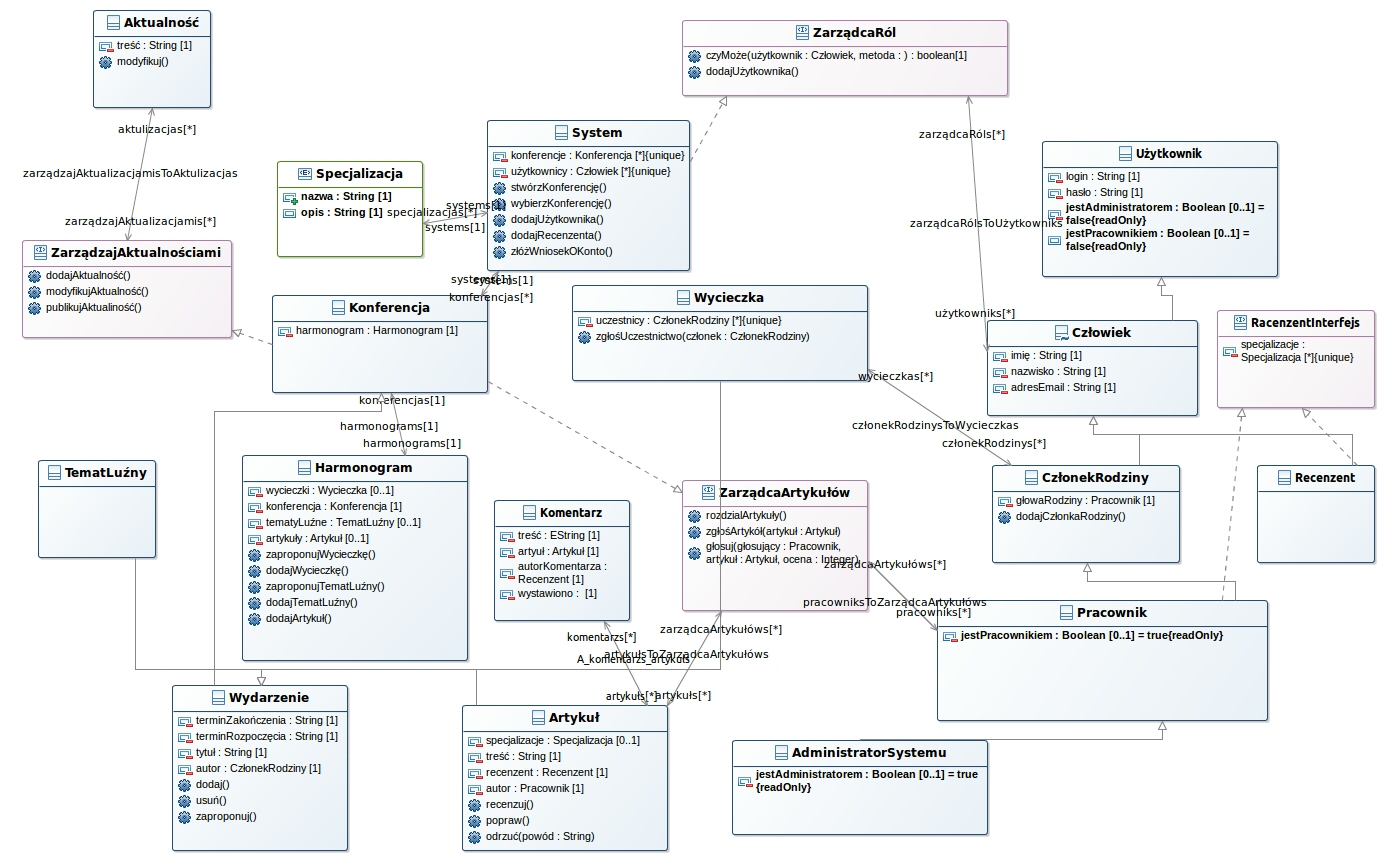 Aktualność
treść : String [1]
modyfikuj()
aktulizacjas[*]
zarządzajAktualizacjamisToAktulizacjas
zarządzajAktualizacjamis[*]
ZarządzajAktualnościami
dodajAktualność()
modyfikujAktualność()
publikujAktualiność()
Specjalizacja
nazwa : String [1]
opis : String [1]
specjalizacjas[*]
systems[1]
systems[1]
System
konferencje : Konferencja [*]{unique}
użytkownicy : Człowiek [*]{unique}
stwórzKonferencję()
wybierzKonferencję()
dodajUżytkownika()
dodajRecenzenta()
złóżWniosekOKonto()
systems[1]
systems[1]
konferencjas[*]
ZarządcaRól
czyMoże(użytkownik : Człowiek, metoda : ) : boolean[1]
dodajUżytkownika()
zarządcaRóls[*]
zarządcaRólsToUżytkowniks
użytkowniks[*]
Użytkownik
login : String [1]
hasło : String [1]
jestAdministratorem : Boolean [0..1] =
false{readOnly}
jestPracownikiem : Boolean [0..1] =
false{readOnly}
Konferencja
harmonogram : Harmonogram [1]
konferencjas[1]
harmonograms[1]
harmonograms[1]
Wycieczka
uczestnicy : CzłonekRodziny [*]{unique}
zgłośUczestnictwo(członek : CzłonekRodziny)
wycieczkas[*]
członekRodzinysToWycieczkas
członekRodzinys[*]
Człowiek
imię : String [1]
nazwisko : String [1]
adresEmail : String [1]
RacenzentInterfejs
specjalizacje :
Specjalizacja [*]{unique}
TematLuźny
Harmonogram
wycieczki : Wycieczka [0..1]
konferencja : Konferencja [1]
tematyLuźne : TematLuźny [0..1]
artykuły : Artykuł [0..1]
zaproponujWycieczkę()
dodajWycieczkę()
zaproponujTematLuźny()
dodajTematLuźny()
dodajArtykuł()
Komentarz
treść : EString [1]
artyuł : Artykuł [1]
autorKomentarza :
Recenzent [1]
wystawiono : [1]
ZarządcaArtykułów
rozdzialArtykuły()
zgłośArtykół(artykuł : Artykuł)
głosuj(głosujący : Pracownik,
artykuł : Artykuł, ocena : Integer)
zarządcaArtykułóws[*]
pracowniksToZarządcaArtykułóws
pracowniks[*]
CzłonekRodziny
głowaRodziny : Pracownik [1]
dodajCzłonkaRodziny()
Recenzent
Pracownik
jestPracownikiem : Boolean [0..1] = true{readOnly}
komentarzs[*]
zarządcaArtykułóws[*]
artykułsToZarządcaArtykułóws
A_komentarzs_artykuls
artykułs[*]
artykułs[*]
Wydarzenie
terminZakończenia : String [1]
terminRozpoczęcia : String [1]
tytuł : String [1]
autor : CzłonekRodziny [1]
dodaj()
usuń()
zaproponuj()
Artykuł
specjalizacje : Specjalizacja [0..1]
treść : String [1]
recenzent : Recenzent [1]
autor : Pracownik [1]
recenzuj()
popraw()
odrzuć(powód : String)
AdministratorSystemu
jestAdministratorem : Boolean [0..1] = true
{readOnly}